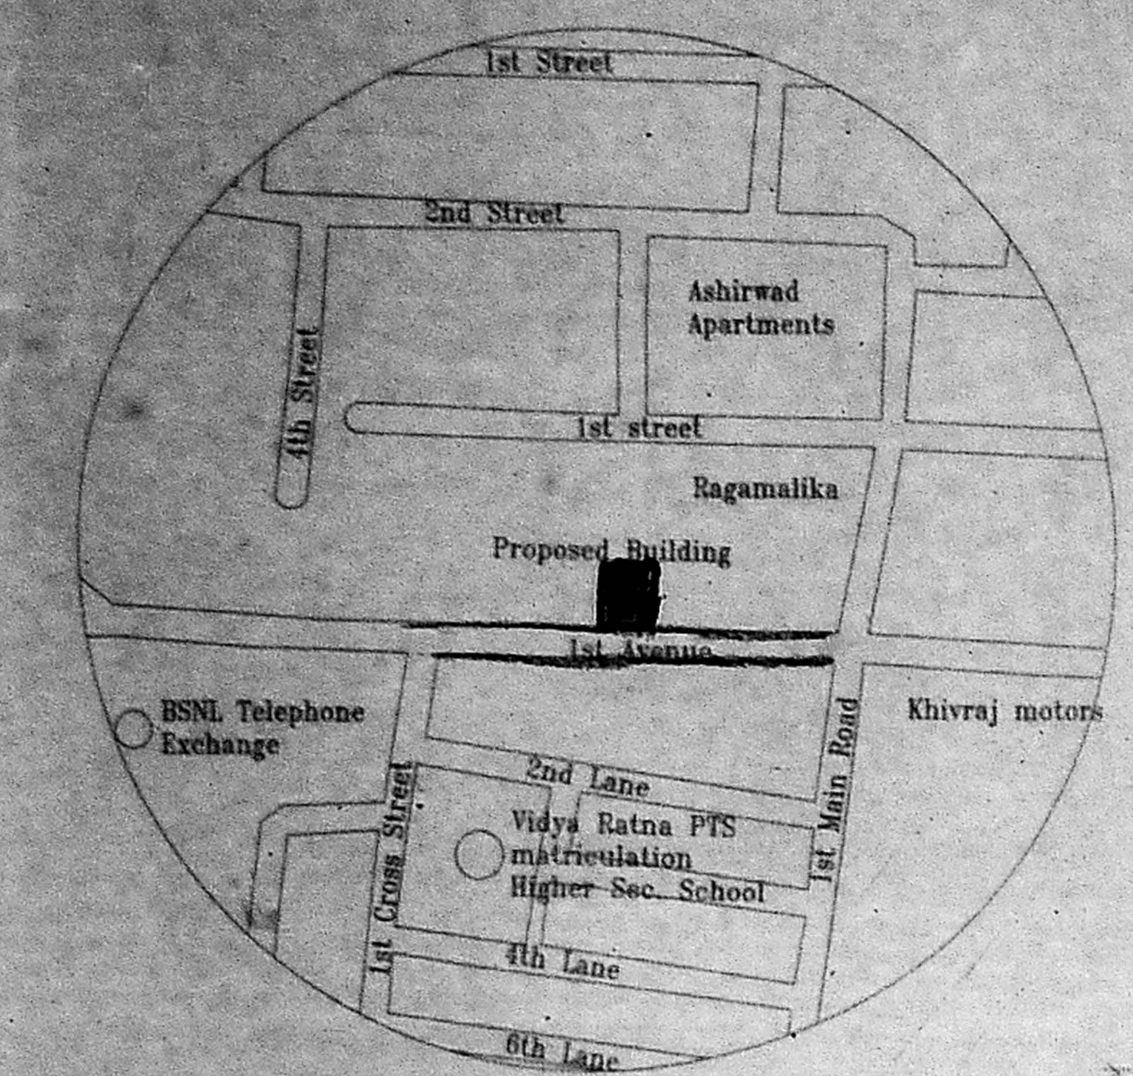 1st Street
2nd Street
Ashirwad
Apartments
4th Street
1st street
Ragamalika
Proposed Building
1st Avenue
BSNL Telephone
Exchange
Khivraj motors
1st Main Road
2nd Lane
1st Cross Street
Vidya Ratna PTS
matriculation
Higher Sec. School
4th Lane
6th Lane